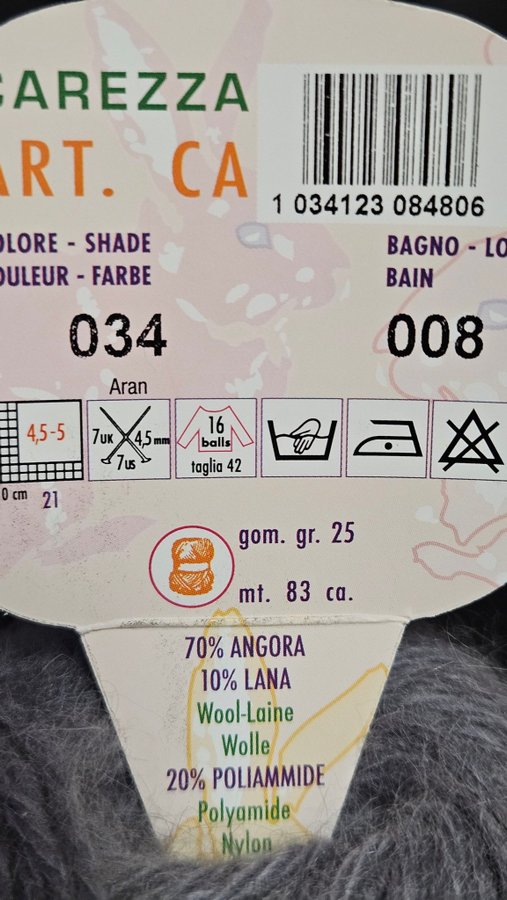 CAREZZA
ART. CA
1 034123 084806
OLORE - SHADE
OULEUR - FARBE
BAGNO - LO
BAIN
034
008
Aran
4,5-5
7UK
4,5mm
7US
16
balls
taglia 42
0 cm 21
gom. gr. 25
mt. 83 ca.
70% ANGORA
10% LANA
Wool-Laine
Wolle
20% POLIAMMIDE
Polyamide
Nylon